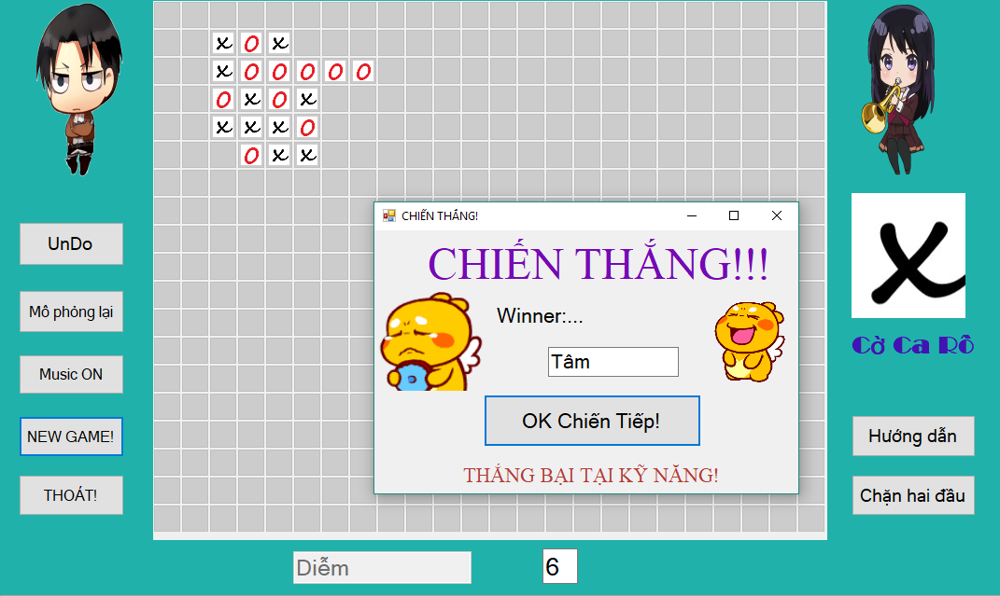 x O x
x O O O O O
O x O x
x x x O
O x x
CHIẾN THẮNG!
CHIẾN THẮNG!!!
Winner:...
Tâm
OK Chiến Tiếp!
THẮNG BẠI TẠI KỸ NĂNG!
UnDo
Mô phỏng lại
Music ON
NEW GAME!
THOÁT!
x
Cờ Ca Rô
Hướng dẫn
Chặn hai đầu
Diễm
6